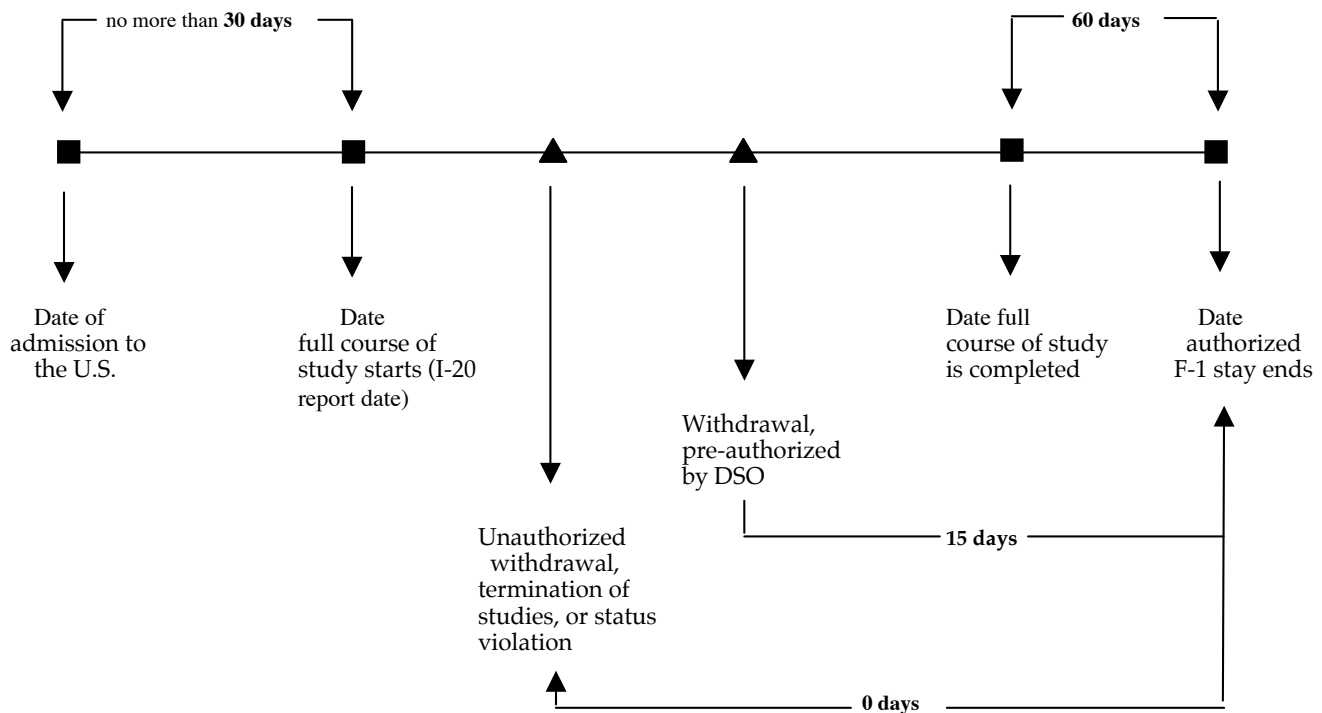 no more than 30 days
60 days
Date of
admission to
the U.S.
Date
full course of
study starts (I-20
report date)
Date full
course of study
is completed
Date
authorized
F-1 stay ends
Withdrawal,
pre-authorized
by DSO
15 days
Unauthorized
withdrawal,
termination of
studies, or status
violation
0 days